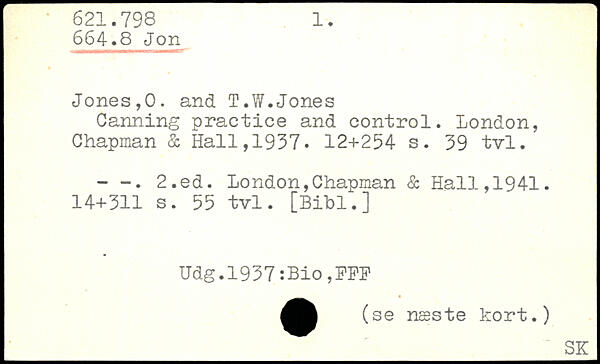 621.798 1.
664.8 Jon
Jones,O. and T.W.Jones
Canning practice and control. London,
Chapman & Hall,1937. 12+254 s. 39 tvl.
- -. 2.ed. London,Chapman & Hall,1941.
14+311 s. 55 tvl. [Bibl.]
Udg.1937:Bio,FFF
(se næste kort.)
SK